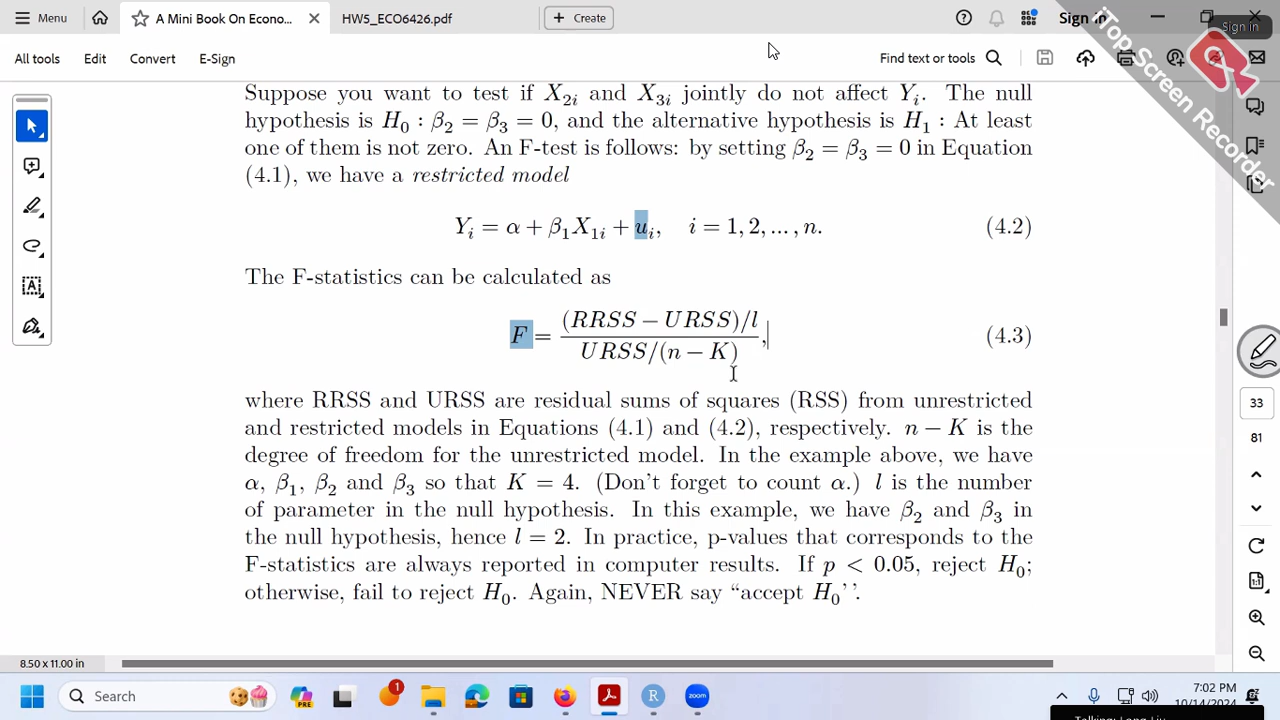 Menu A Mini Book On Econo... HW5_ECO6426.pdf Create Sign in
Sign in
iTop Screen Recorder
All tools Edit Convert E-Sign Find text or tools
Suppose you want to test if X₂ᵢ and X₃ᵢ jointly do not affect Yᵢ. The null
hypothesis is H₀ : β₂ = β₃ = 0, and the alternative hypothesis is H₁ : At least
one of them is not zero. An F-test is follows: by setting β₂ = β₃ = 0 in Equation
(4.1), we have a restricted model
Yᵢ = α + β₁X₁ᵢ + uᵢ, i = 1, 2, ... , n. (4.2)
The F-statistics can be calculated as
F = (RRSS − URSS)/l
URSS/(n − K) , (4.3)
where RRSS and URSS are residual sums of squares (RSS) from unrestricted
and restricted models in Equations (4.1) and (4.2), respectively. n − K is the
degree of freedom for the unrestricted model. In the example above, we have
α, β₁, β₂ and β₃ so that K = 4. (Don't forget to count α.) l is the number
of parameter in the null hypothesis. In this example, we have β₂ and β₃ in
the null hypothesis, hence l = 2. In practice, p-values that corresponds to the
F-statistics are always reported in computer results. If p < 0.05, reject H₀;
otherwise, fail to reject H₀. Again, NEVER say “accept H₀’’.
33
81
8.50 x 11.00 in
Search PRE 1 7:02 PM
10/14/2024